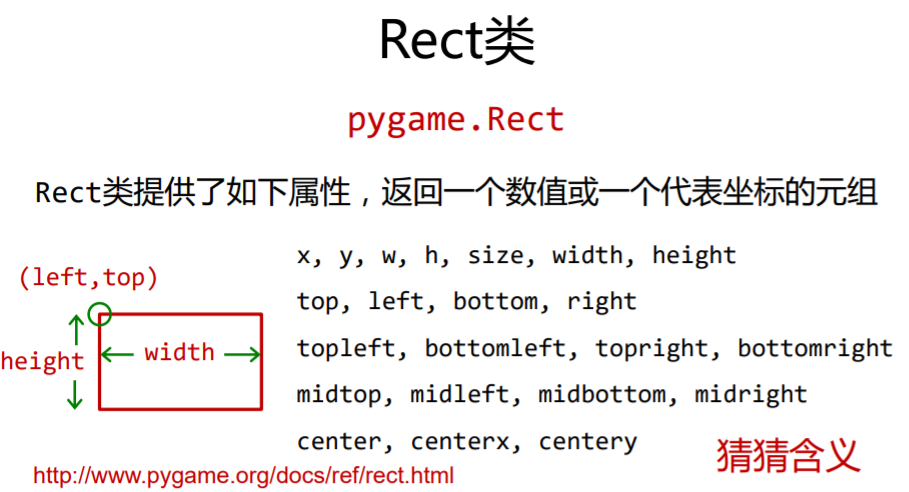 Rect类
pygame.Rect
Rect类提供了如下属性，返回一个数值或一个代表坐标的元组
(left,top)
height
width
x, y, w, h, size, width, height
top, left, bottom, right
topleft, bottomleft, topright, bottomright
midtop, midleft, midbottom, midright
center, centerx, centery
猜猜含义
http://www.pygame.org/docs/ref/rect.html